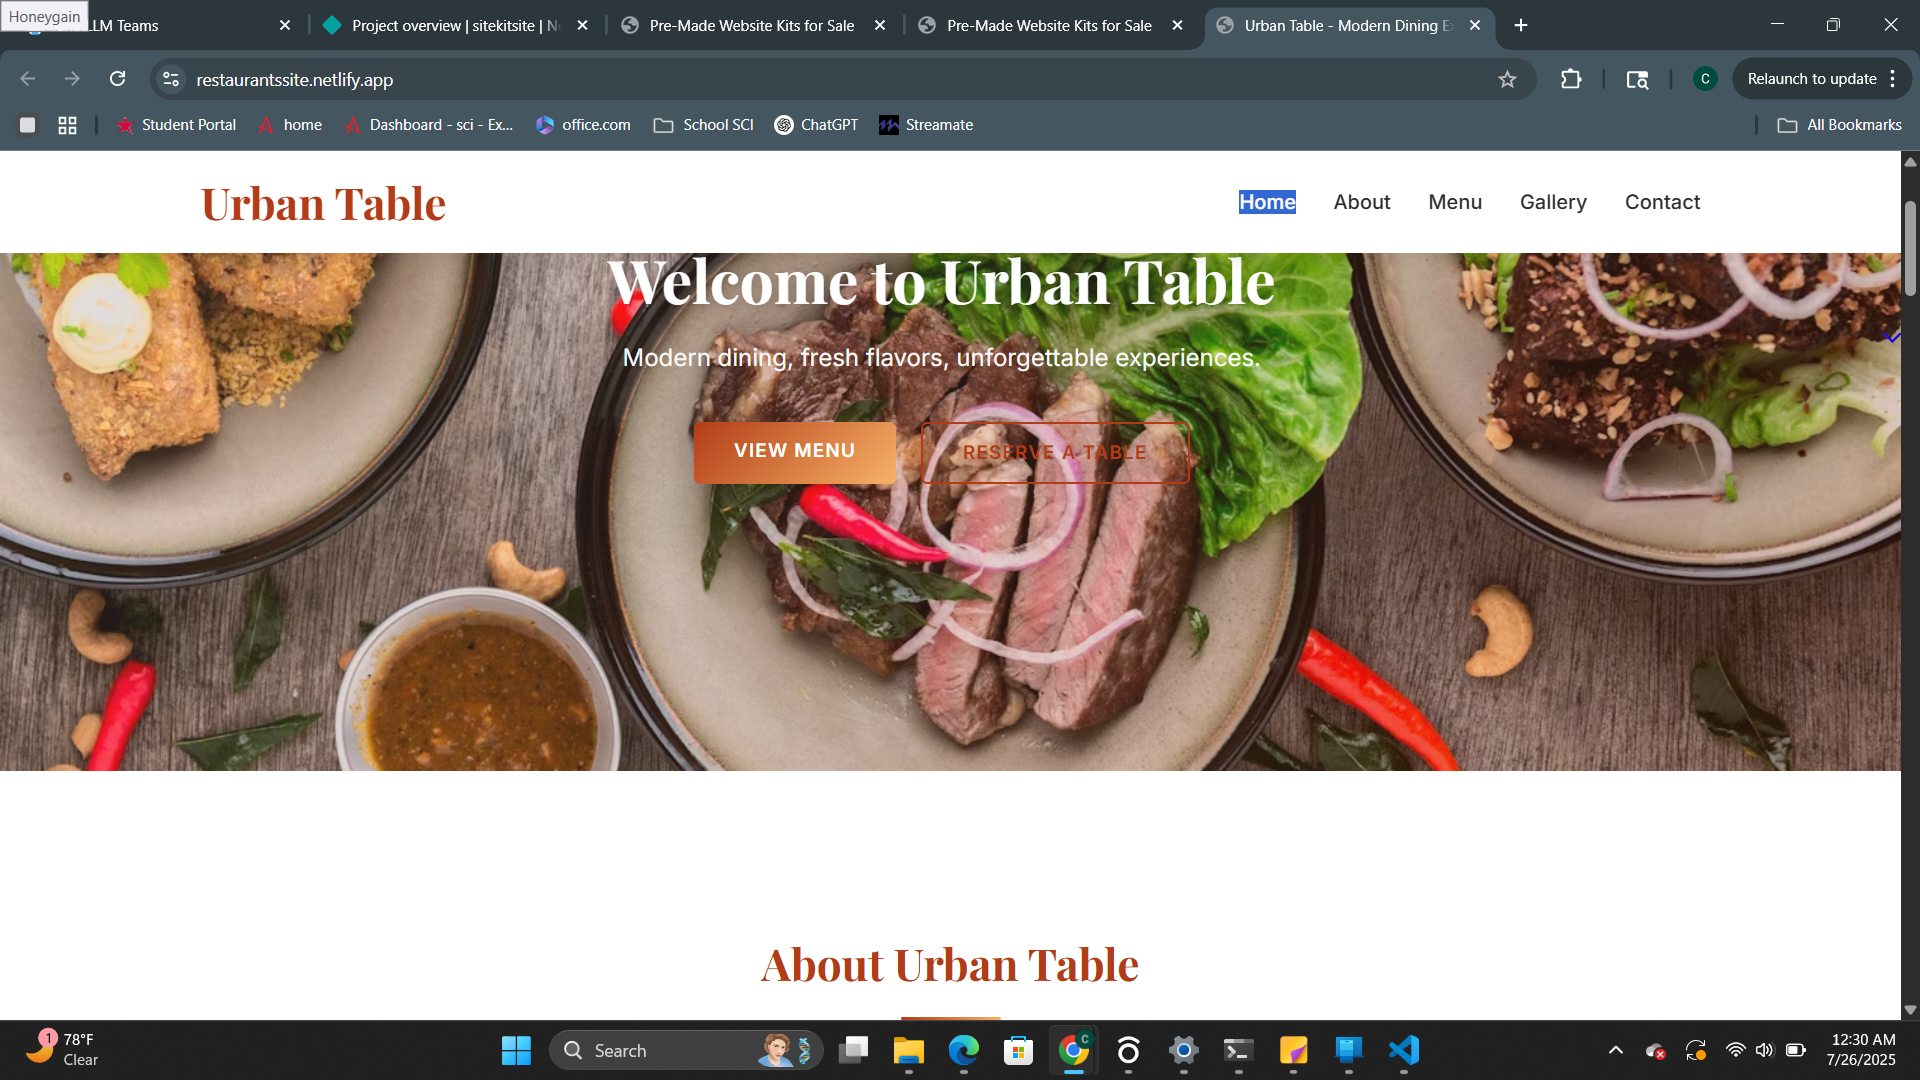 Honeygain
LLM Teams
Project overview | sitekitsite | Ne
Pre-Made Website Kits for Sale
Pre-Made Website Kits for Sale
Urban Table - Modern Dining E
restaurantssite.netlify.app
C
Relaunch to update
Student Portal
home
Dashboard - sci - Ex...
office.com
School SCI
ChatGPT
Streamate
All Bookmarks
Urban Table
Home
About
Menu
Gallery
Contact
Welcome to Urban Table
Modern dining, fresh flavors, unforgettable experiences.
VIEW MENU
RESERVE A TABLE
About Urban Table
1
78°F
Clear
Search
C
12:30 AM
7/26/2025